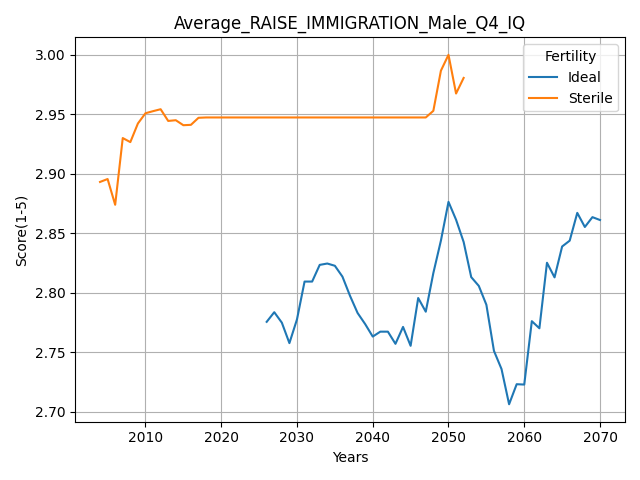 Average_RAISE_IMMIGRATION_Male_Q4_IQ
Fertility
Ideal
Sterile
Score(1-5)
3.00
2.95
2.90
2.85
2.80
2.75
2.70
2010 2020 2030 2040 2050 2060 2070
Years